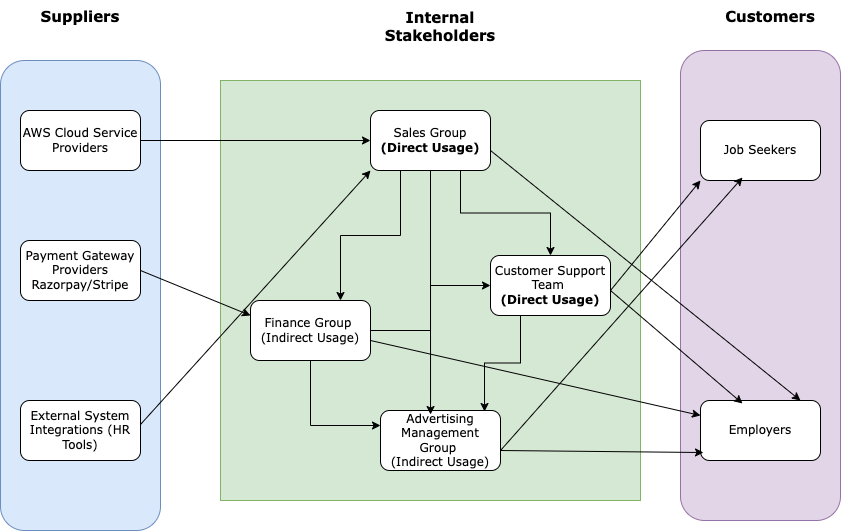 Suppliers
Internal
Stakeholders
Customers
AWS Cloud Service
Providers
Sales Group
(Direct Usage)
Job Seekers
Payment Gateway
Providers
Razorpay/Stripe
Customer Support
Team
(Direct Usage)
Finance Group
(Indirect Usage)
External System
Integrations (HR
Tools)
Advertising
Management
Group
(Indirect Usage)
Employers